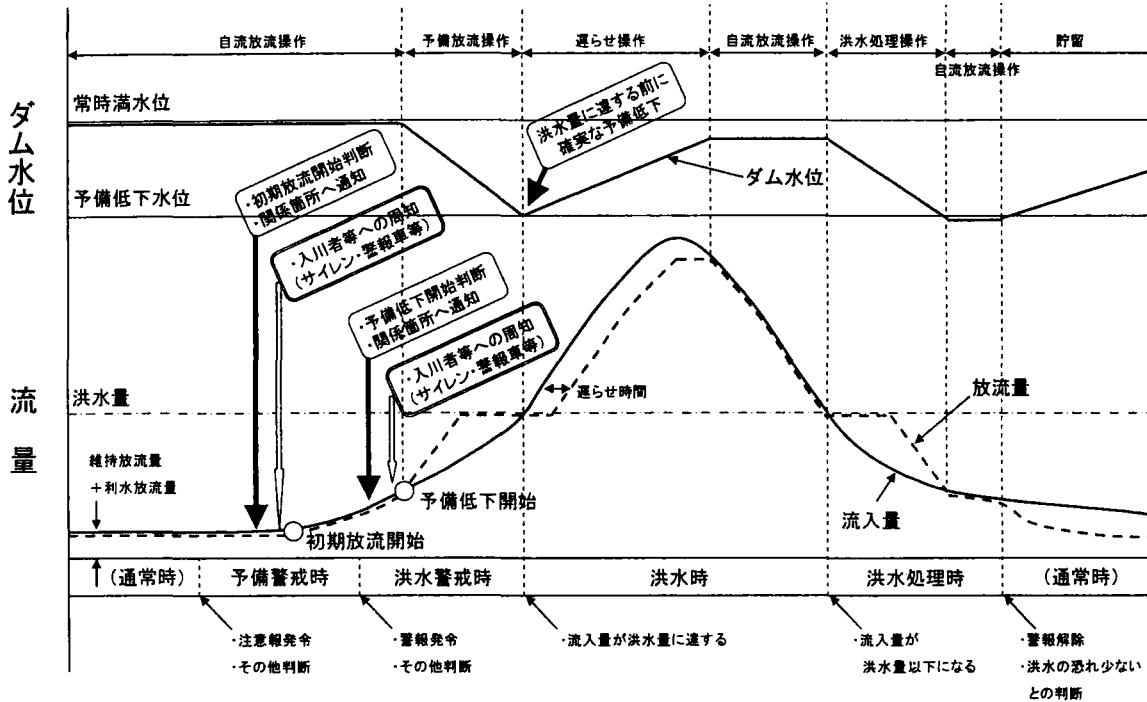 自流放流操作
予備放流操作
遅らせ操作
自流放流操作
洪水処理操作
自流放流操作
貯留
ダム水位
常時満水位
予備低下水位
洪水量に達する前に
確実な予備低下
ダム水位
・初期放流開始判断
・関係箇所へ通知
・入川者等への周知
(サイレン・警報車等)
・予備低下開始判断
・関係箇所へ通知
・入川者等への周知
(サイレン・警報車等)
流量
洪水量
遅らせ時間
放流量
維持放流量
+利水放流量
予備低下開始
流入量
初期放流開始
(通常時)
予備警戒時
洪水警戒時
洪水時
洪水処理時
(通常時)
・注意報発令
・その他判断
・警報発令
・その他判断
・流入量が洪水量に達する
・流入量が
洪水量以下になる
・警報解除
・洪水の恐れ少ない
との判断